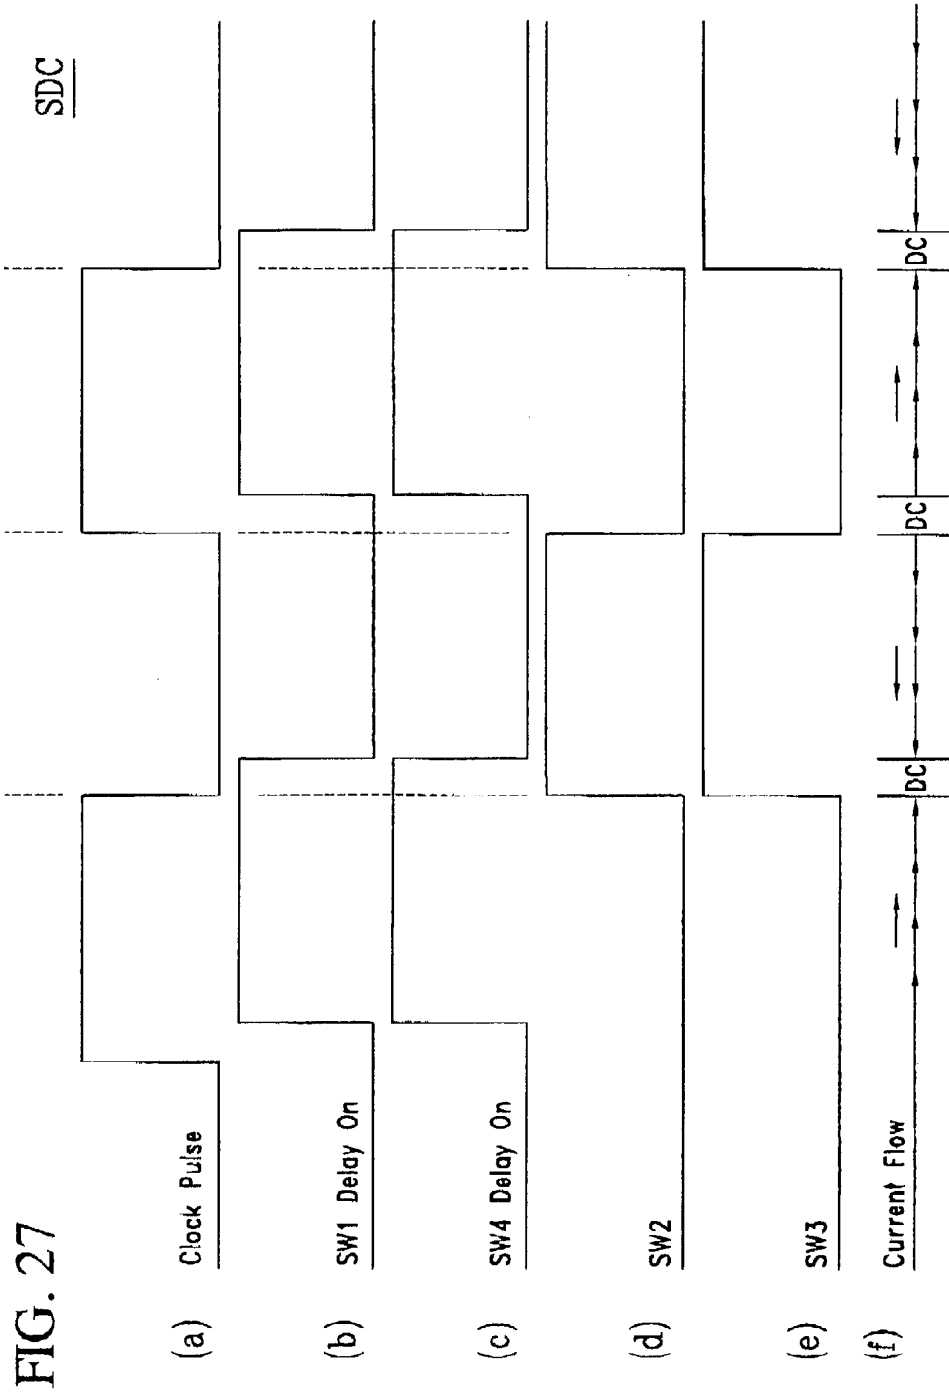 FIG. 27
SDC
(a)
Clock Pulse
(b)
SW1 Delay On
(c)
SW4 Delay On
(d)
SW2
(e)
SW3
(f)
Current Flow
DC
DC
DC